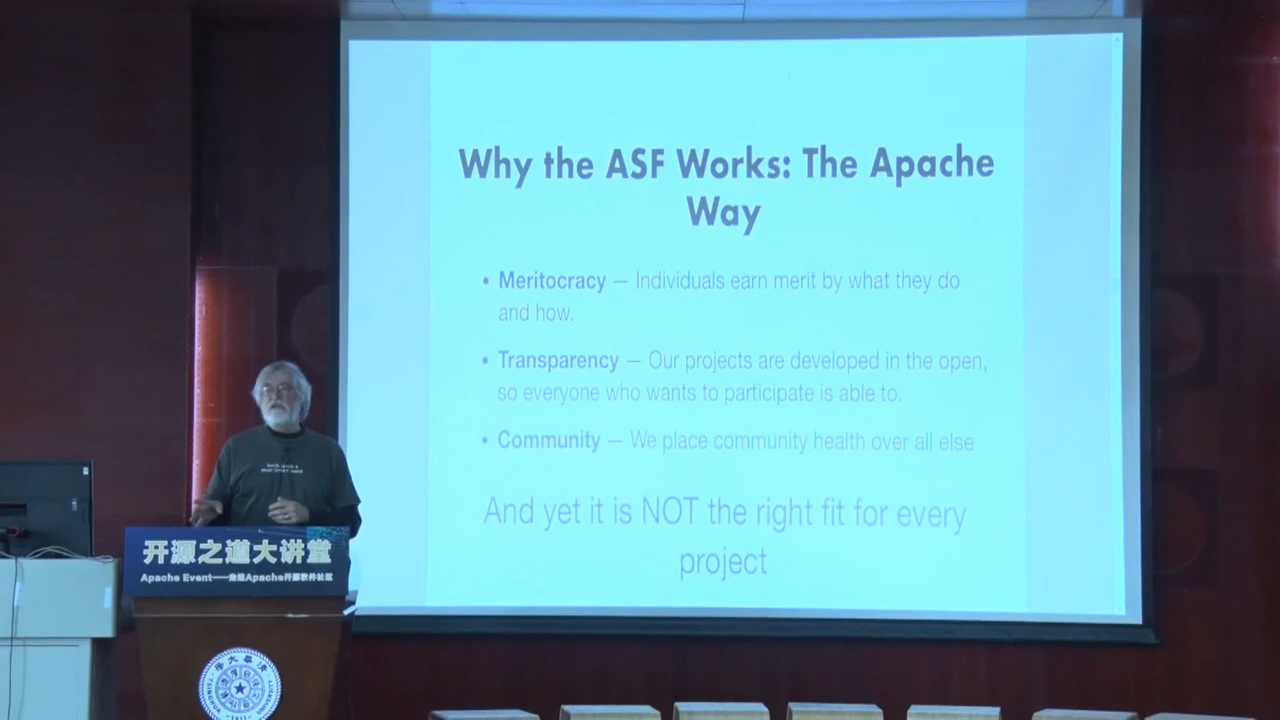 Why the ASF Works: The Apache
Way
• Meritocracy — Individuals earn merit by what they do
and how.
• Transparency — Our projects are developed in the open,
so everyone who wants to participate is able to.
• Community — We place community health over all else
And yet it is NOT the right fit for every
project
开源之道大讲堂
Apache Event——走进Apache开源软件社区
TSINGHUA
1911